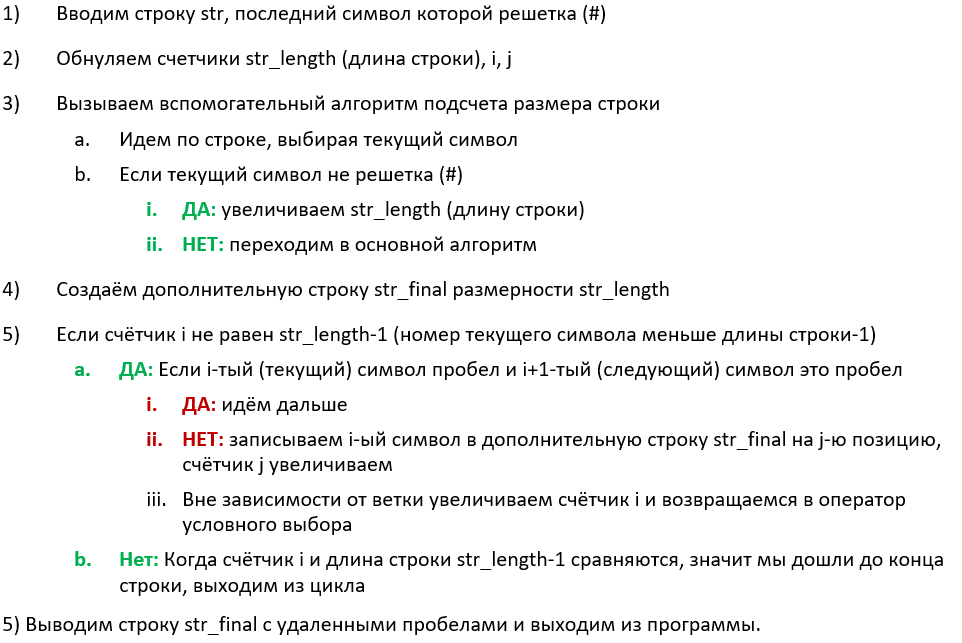 1) Вводим строку str, последний символ которой решетка (#)
2) Обнуляем счетчики str_length (длина строки), i, j
3) Вызываем вспомогательный алгоритм подсчета размера строки
a. Идем по строке, выбирая текущий символ
b. Если текущий символ не решетка (#)
i. ДА: увеличиваем str_length (длину строки)
ii. НЕТ: переходим в основной алгоритм
4) Создаём дополнительную строку str_final размерности str_length
5) Если счётчик i не равен str_length-1 (номер текущего символа меньше длины строки-1)
a. ДА: Если i-тый (текущий) символ пробел и i+1-тый (следующий) символ это пробел
i. ДА: идём дальше
ii. НЕТ: записываем i-ый символ в дополнительную строку str_final на j-ю позицию,
счётчик j увеличиваем
iii. Вне зависимости от ветки увеличиваем счётчик i и возвращаемся в оператор
условного выбора
b. Нет: Когда счётчик i и длина строки str_length-1 сравняются, значит мы дошли до конца
строки, выходим из цикла
5) Выводим строку str_final с удаленными пробелами и выходим из программы.